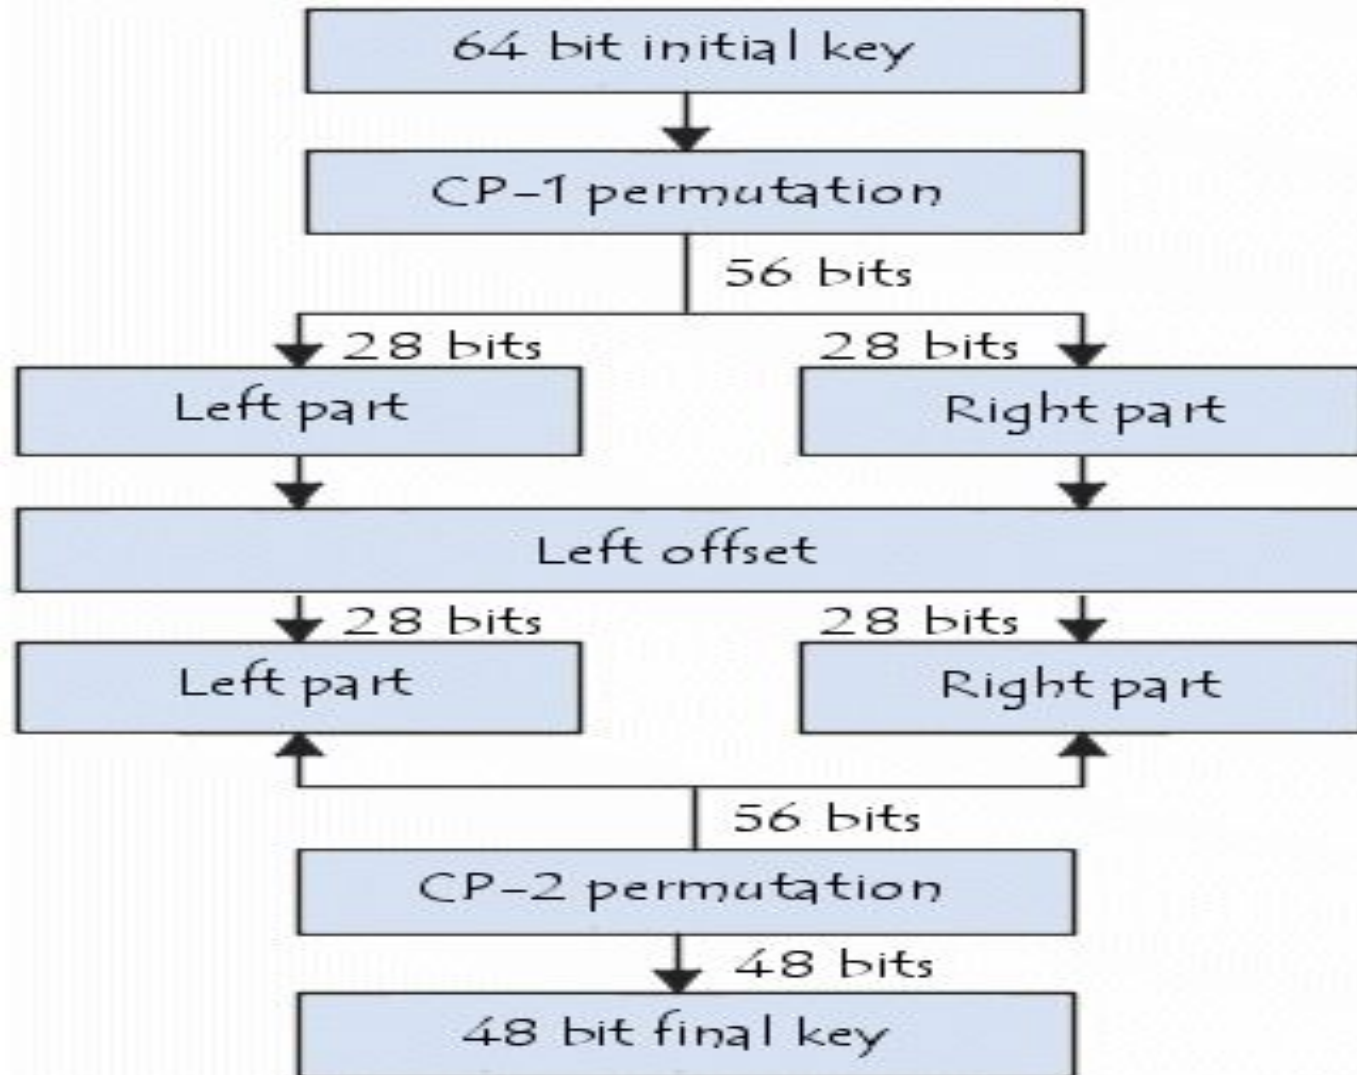 64 bit initial key
CP-1 permutation
56 bits
28 bits
28 bits
Left part
Right part
Left offset
28 bits
28 bits
Left part
Right part
56 bits
CP-2 permutation
48 bits
48 bit final key